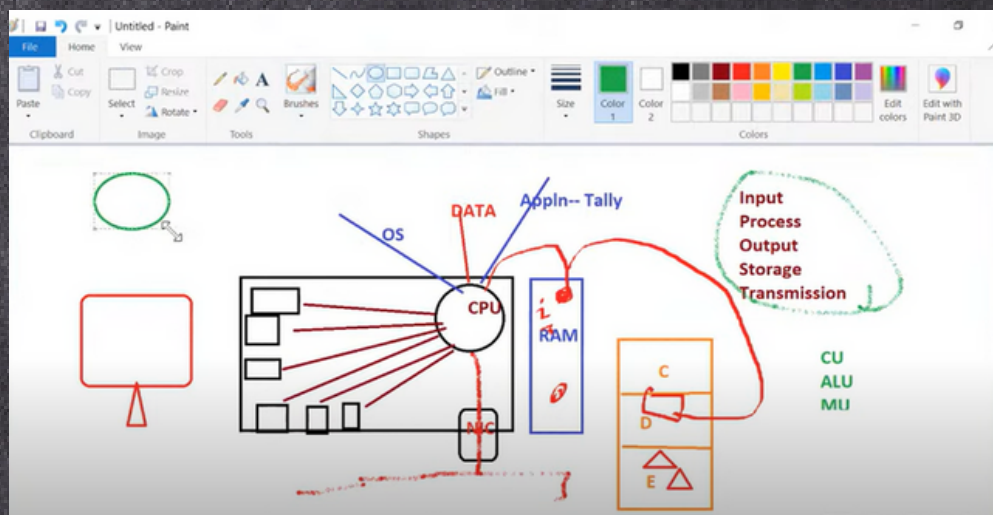 Untitled - Paint
File Home View
Cut
Copy
Paste
Clipboard
Select
Crop
Resize
Rotate
Image
A
Tools
Brushes
Shapes
Outline
Fill
Size
Color 1
Color 2
Colors
Edit colors
Edit with Paint 3D
OS
DATA
Appln-- Tally
CPU
NIC
RAM
C
D
E
Input
Process
Output
Storage
Transmission
CU
ALU
MU